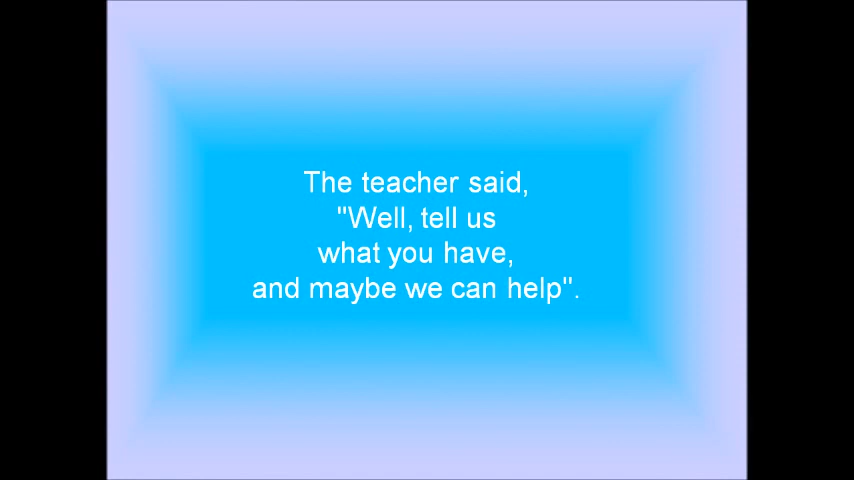 The teacher said,
"Well, tell us
what you have,
and maybe we can help".